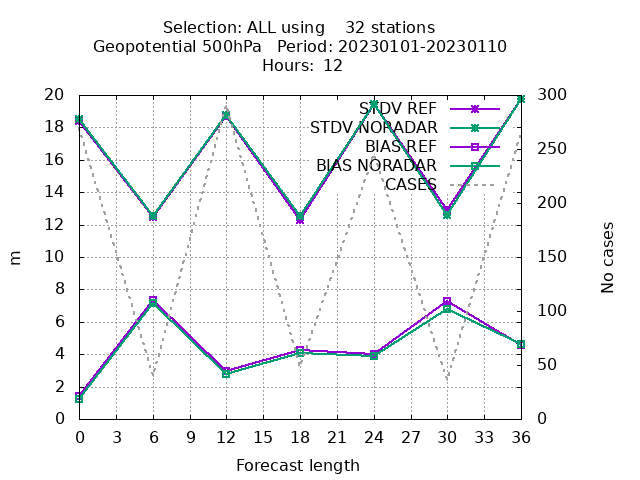 Selection: ALL using    32 stations
Geopotential 500hPa   Period: 20230101-20230110
Hours: 12
20
18
16
14
12
10
8
6
4
2
0
m
300
250
200
150
100
50
0
No cases
STDV REF
STDV NORADAR
BIAS REF
BIAS NORADAR
CASES
0 3 6 9 12 15 18 21 24 27 30 33 36
Forecast length